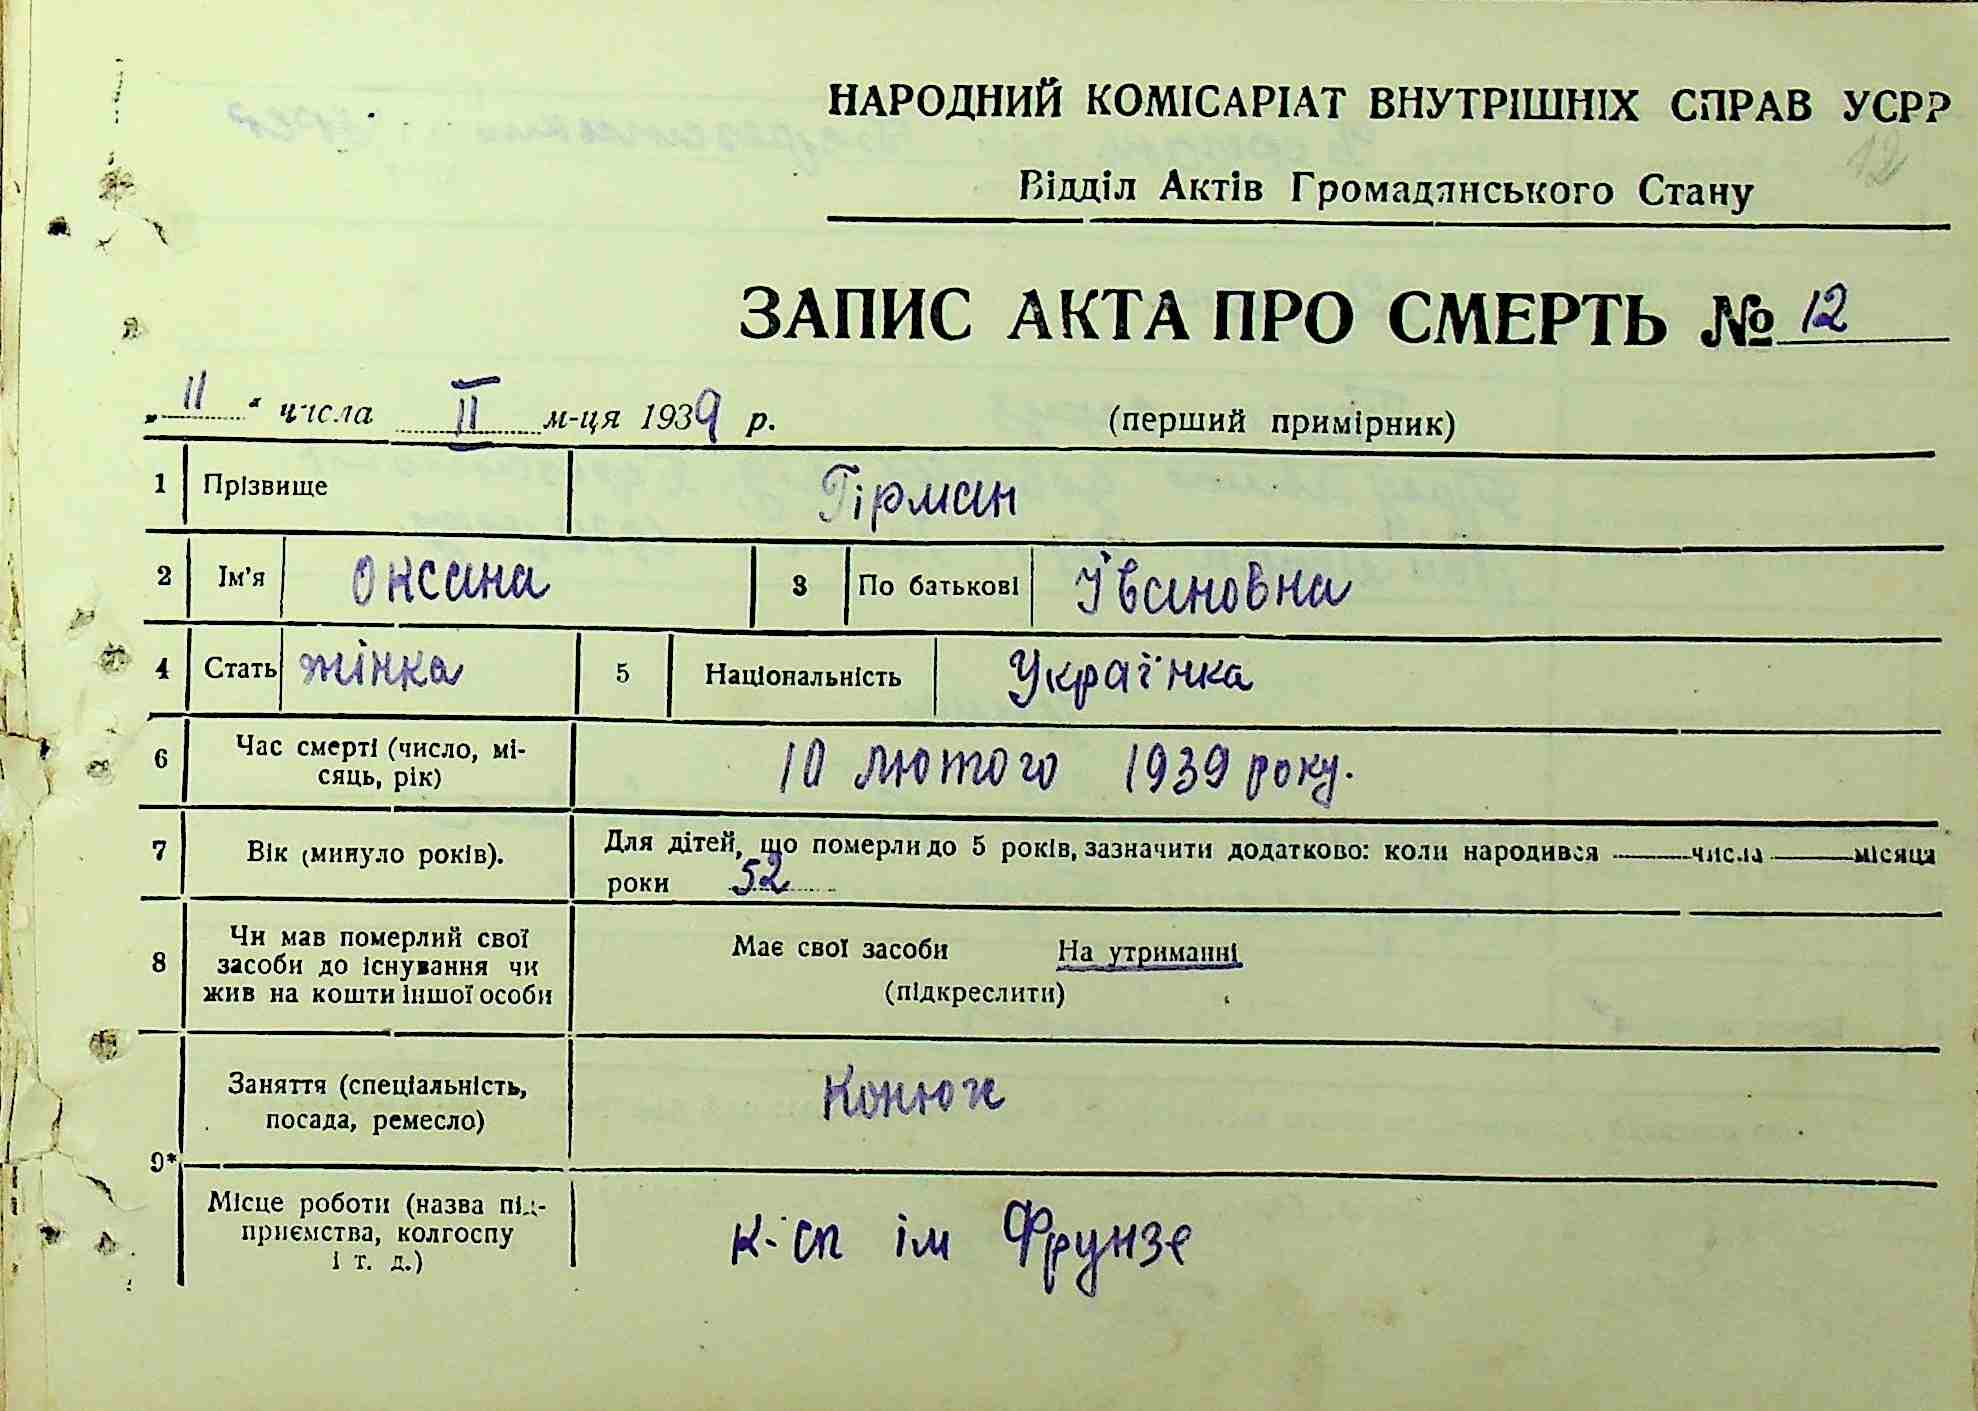 НАРОДНИЙ КОМІСАРІАТ ВНУТРІШНІХ СПРАВ УСРР
12
Відділ Актів Громадянського Стану
ЗАПИС АКТА ПРО СМЕРТЬ № 12
„11" числа II м-ця 1939 р. (перший примірник)
1 Прізвище Гірман
2 Ім'я Оксана 3 По батькові Івановна
4 Стать жінка 5 Національність Українка
6 Час смерті (число, мі-
сяць, рік) 10 лютого 1939 року.
7 Вік (минуло років). Для дітей, що померли до 5 років, зазначити додатково: коли народився ——числа ——місяця
роки 52
8 Чи мав померлий свої
засоби до існування чи
жив на кошти іншої особи
Має свої засоби На утриманні
(підкреслити)
9* Заняття (спеціальність,
посада, ремесло) Конюх
Місце роботи (назва під-
приємства, колгоспу
і т. д.) к-сп ім Фрунзе